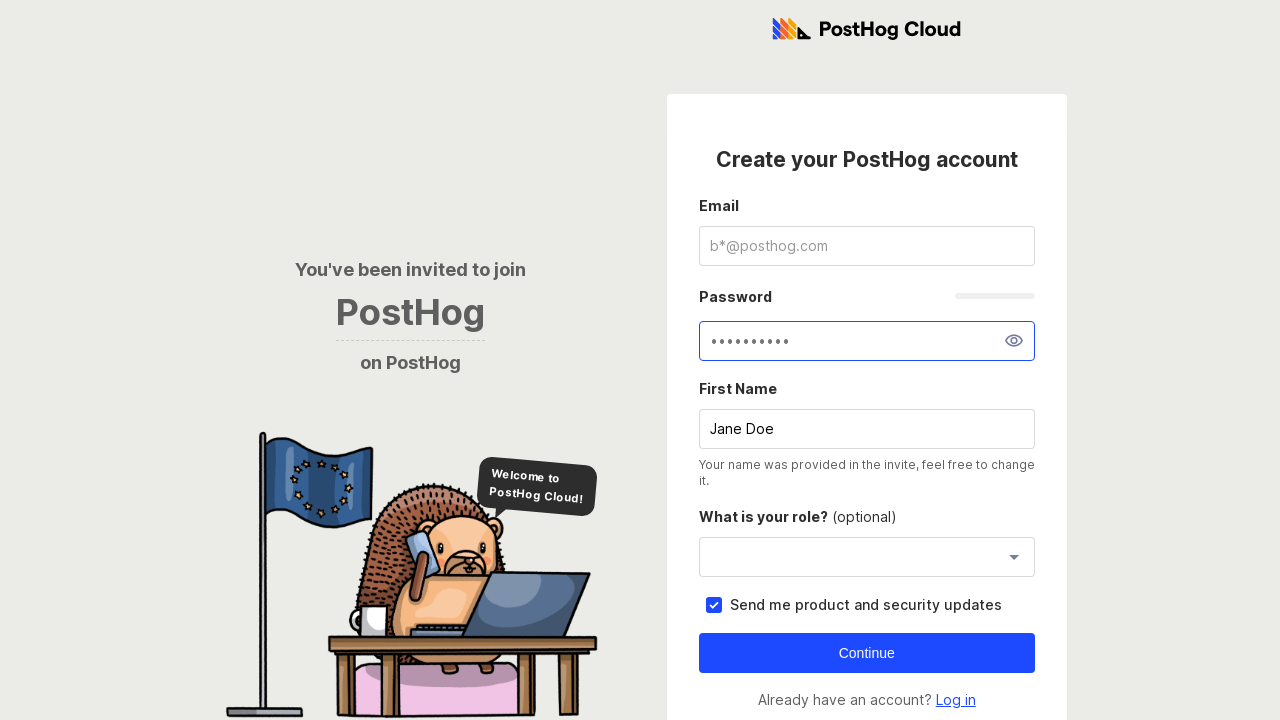 PostHog Cloud
You've been invited to join
PostHog
on PostHog
Welcome to
PostHog Cloud!
Create your PostHog account
Email
b*@posthog.com
Password
••••••••••
First Name
Jane Doe
Your name was provided in the invite, feel free to change
it.
What is your role? (optional)
Send me product and security updates
Continue
Already have an account? Log in